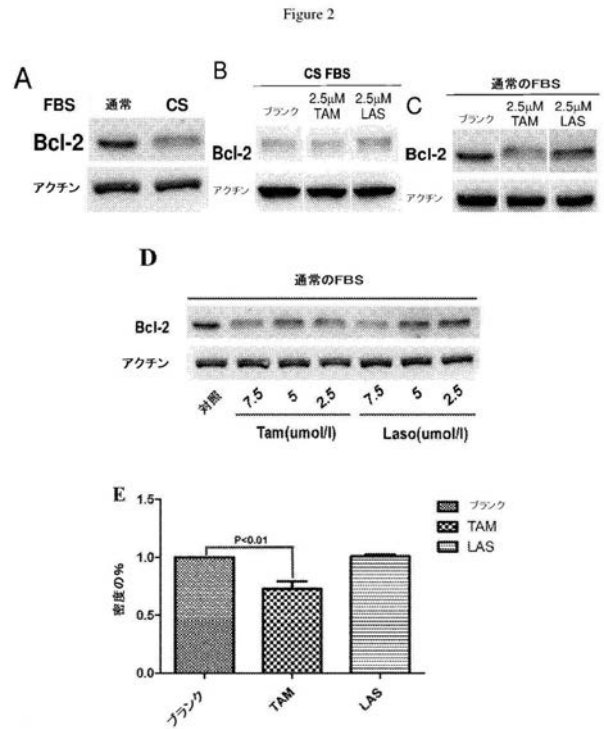 Figure 2
A
FBS 通常 CS
Bcl-2
アクチン
B
CS FBS
ブランク 2.5μM TAM 2.5μM LAS
Bcl-2
アクチン
C
通常のFBS
ブランク 2.5μM TAM 2.5μM LAS
Bcl-2
アクチン
D
通常のFBS
Bcl-2
アクチン
対照 7.5 5 2.5 7.5 5 2.5
Tam(umol/l) Laso(umol/l)
E
密度の%
1.5
1.0
0.5
0.0
P<0.01
ブランク
TAM
LAS
ブランク TAM LAS